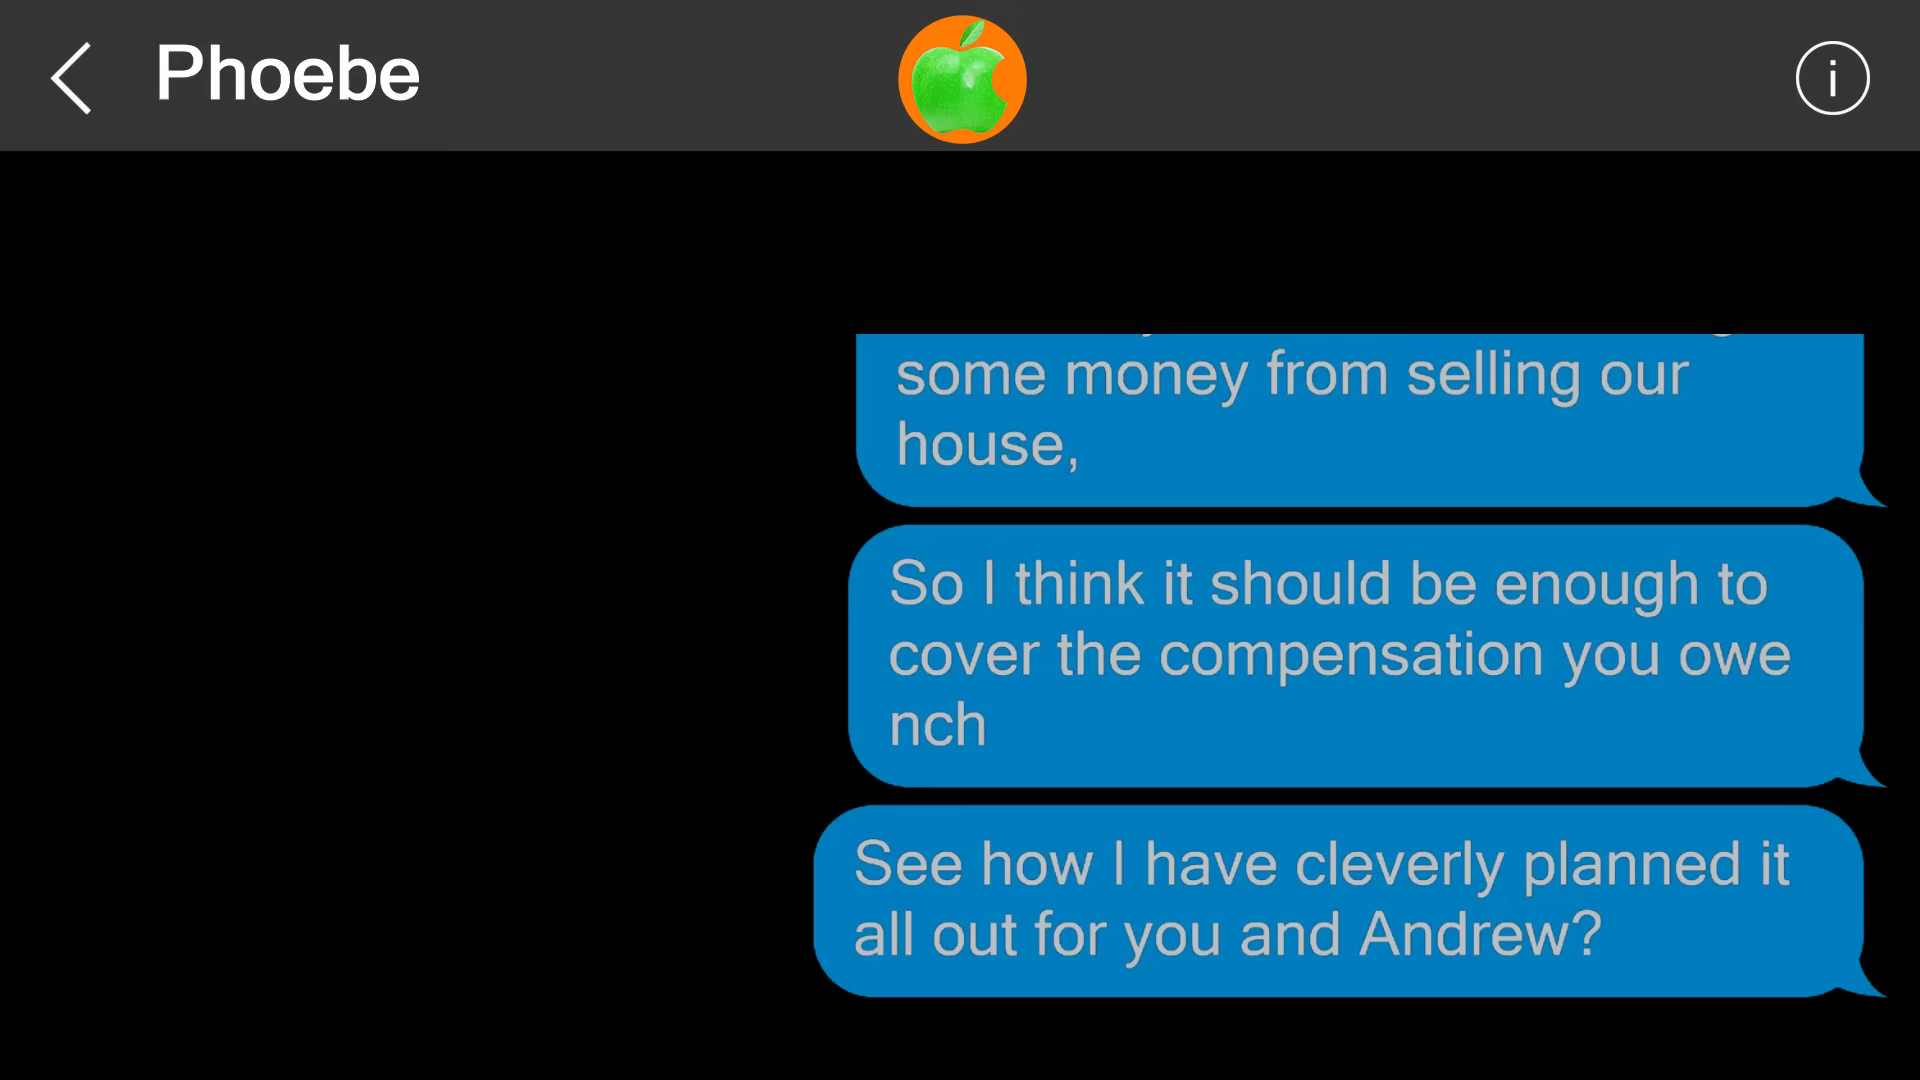 Phoebe
i
some money from selling our
house,
So I think it should be enough to
cover the compensation you owe
nch
See how I have cleverly planned it
all out for you and Andrew?